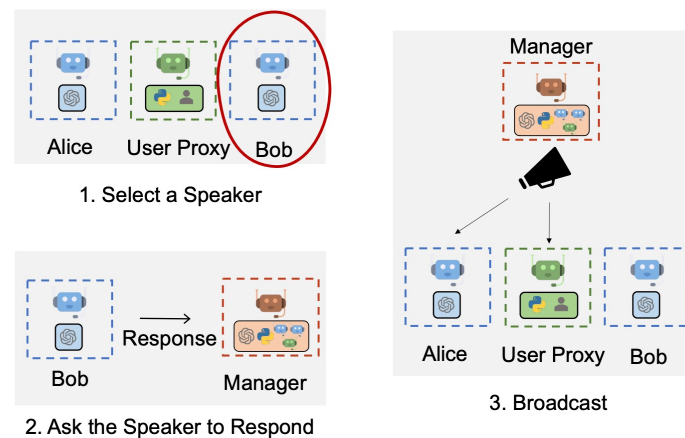 Alice
User Proxy
Bob
1. Select a Speaker
Bob
Response
Manager
2. Ask the Speaker to Respond
Manager
Alice
User Proxy
Bob
3. Broadcast